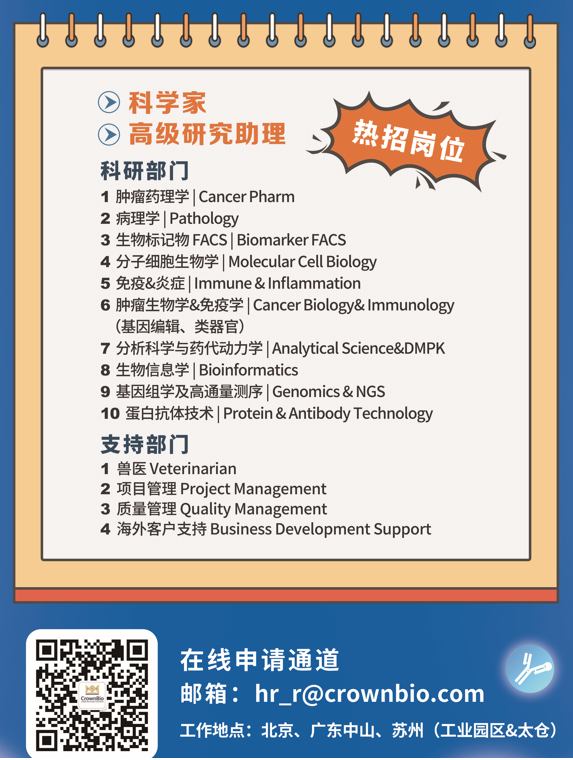 热招岗位
科学家
高级研究助理
科研部门
1 肿瘤药理学 | Cancer Pharm
2 病理学 | Pathology
3 生物标记物 FACS | Biomarker FACS
4 分子细胞生物学 | Molecular Cell Biology
5 免疫&炎症 | Immune & Inflammation
6 肿瘤生物学&免疫学 | Cancer Biology& Immunology
（基因编辑、类器官）
7 分析科学与药代动力学 | Analytical Science&DMPK
8 生物信息学 | Bioinformatics
9 基因组学及高通量测序 | Genomics & NGS
10 蛋白抗体技术 | Protein & Antibody Technology
支持部门
1 兽医 Veterinarian
2 项目管理 Project Management
3 质量管理 Quality Management
4 海外客户支持 Business Development Support
CrownBio
在线申请通道
邮箱：hr_r@crownbio.com
工作地点：北京、广东中山、苏州（工业园区&太仓）